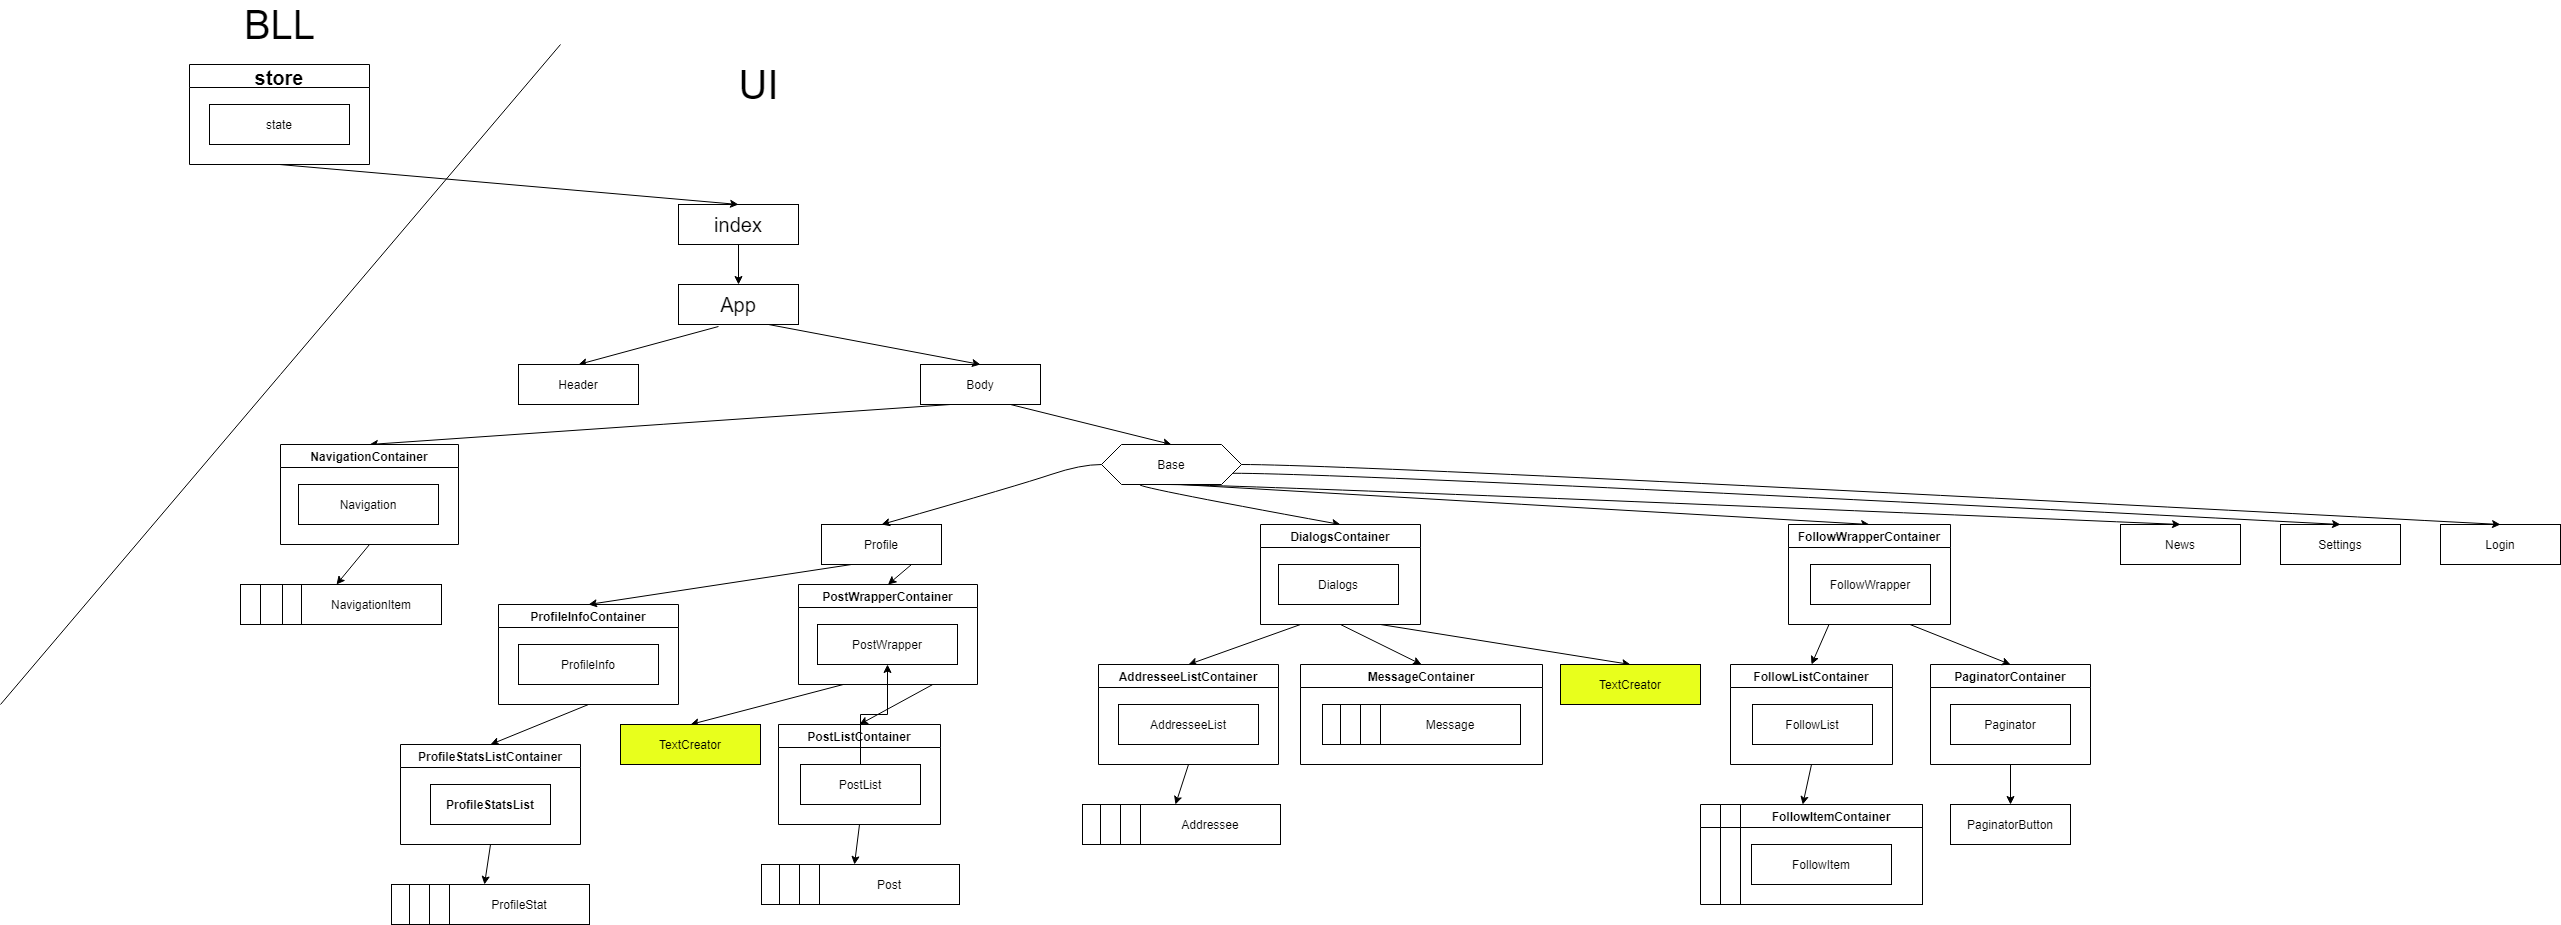 BLL
store
UI
state
index
App
Header
Body
NavigationContainer
Base
Navigation
Profile
DialogsContainer
FollowWrapperContainer
News
Settings
Login
Dialogs
FollowWrapper
NavigationItem
PostWrapperContainer
ProfileInfoContainer
PostWrapper
ProfileInfo
AddresseeListContainer
MessageContainer
TextCreator
FollowListContainer
PaginatorContainer
AddresseeList
Message
FollowList
Paginator
TextCreator
PostListContainer
ProfileStatsListContainer
PostList
ProfileStatsList
Addressee
FollowItemContainer
PaginatorButton
FollowItem
Post
ProfileStat